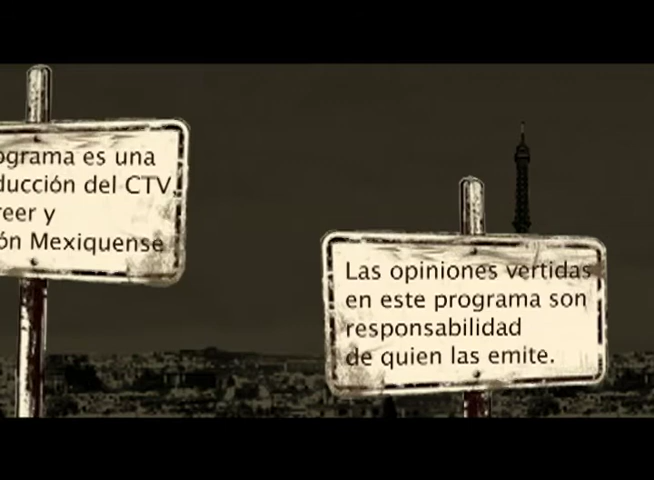 ograma es una
ducción del CTV,
reer y
ón Mexiquense
Las opiniones vertidas
en este programa son
responsabilidad
de quien las emite.